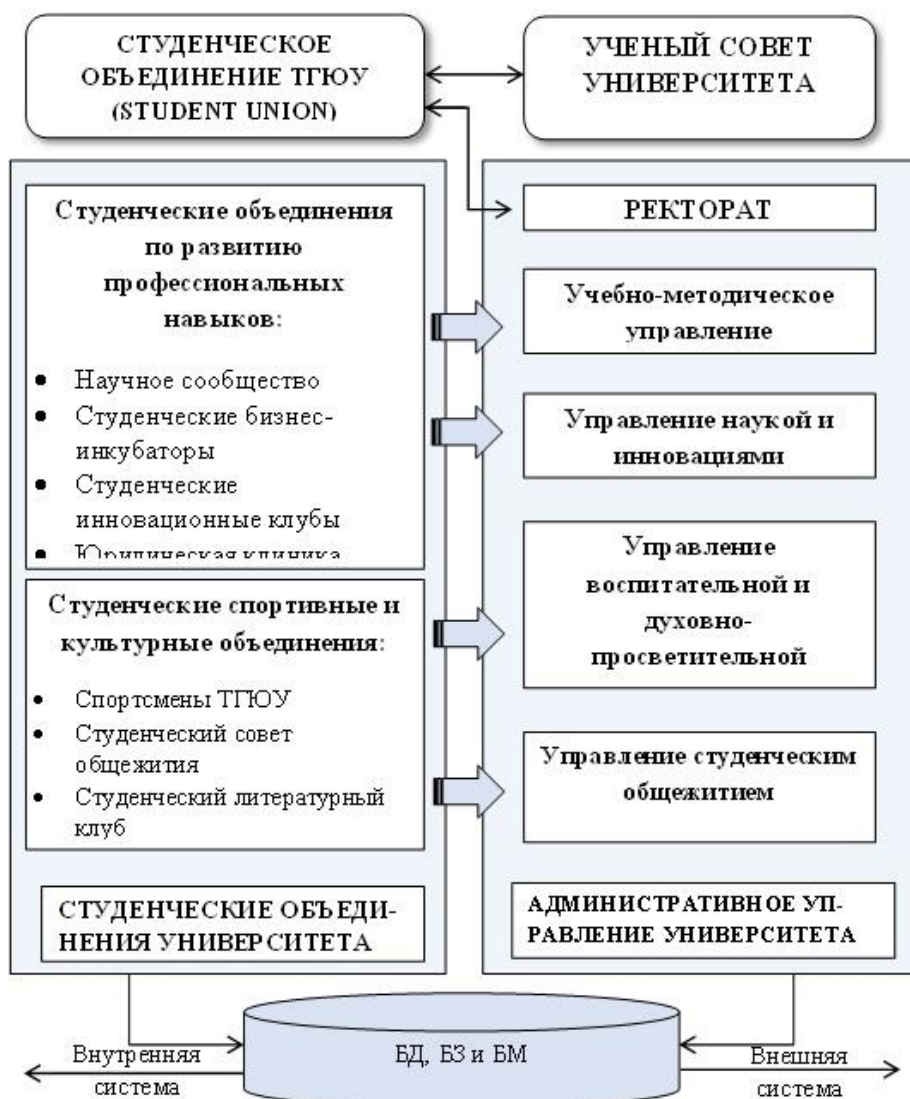 СТУДЕНЧЕСКОЕ
ОБЪЕДИНЕНИЕ ТГЮУ
(STUDENT UNION)
УЧЕНЫЙ СОВЕТ
УНИВЕРСИТЕТА
Студенческие объединения
по развитию
профессиональных
навыков:
Научное сообщество
Студенческие бизнес-
инкубаторы
Студенческие
инновационные клубы
Юридическая клиника
Студенческие спортивные и
культурные объединения:
Спортсмены ТГЮУ
Студенческий совет
общежития
Студенческий литературный
клуб
СТУДЕНЧЕСКИЕ ОБЪЕДИ-
НЕНИЯ УНИВЕРСИТЕТА
РЕКТОРАТ
Учебно-методическое
управление
Управление наукой и
инновациями
Управление
воспитательной и
духовно-
просветительной
Управление студенческим
общежитием
АДМИНИСТРАТИВНОЕ УП-
РАВЛЕНИЕ УНИВЕРСИТЕТА
БД, БЗ и БМ
Внутренняя
система
Внешняя
система